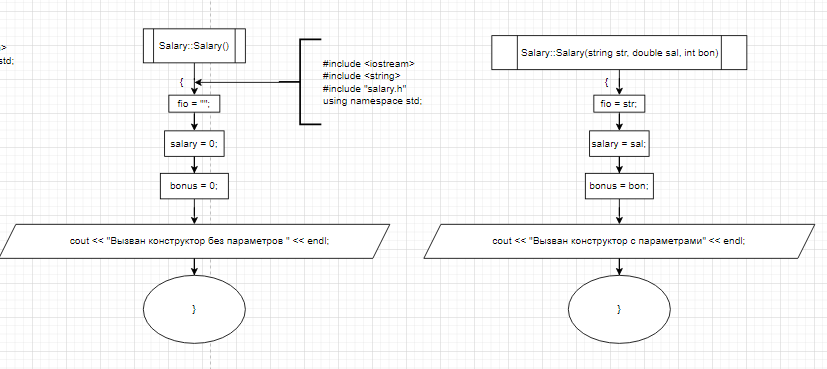 >
std;
Salary::Salary()
{
fio = "";
salary = 0;
bonus = 0;
cout << "Вызван конструктор без параметров " << endl;
}
#include <iostream>
#include <string>
#include "salary.h"
using namespace std;
Salary::Salary(string str, double sal, int bon)
{
fio = str;
salary = sal;
bonus = bon;
cout << "Вызван конструктор с параметрами" << endl;
}